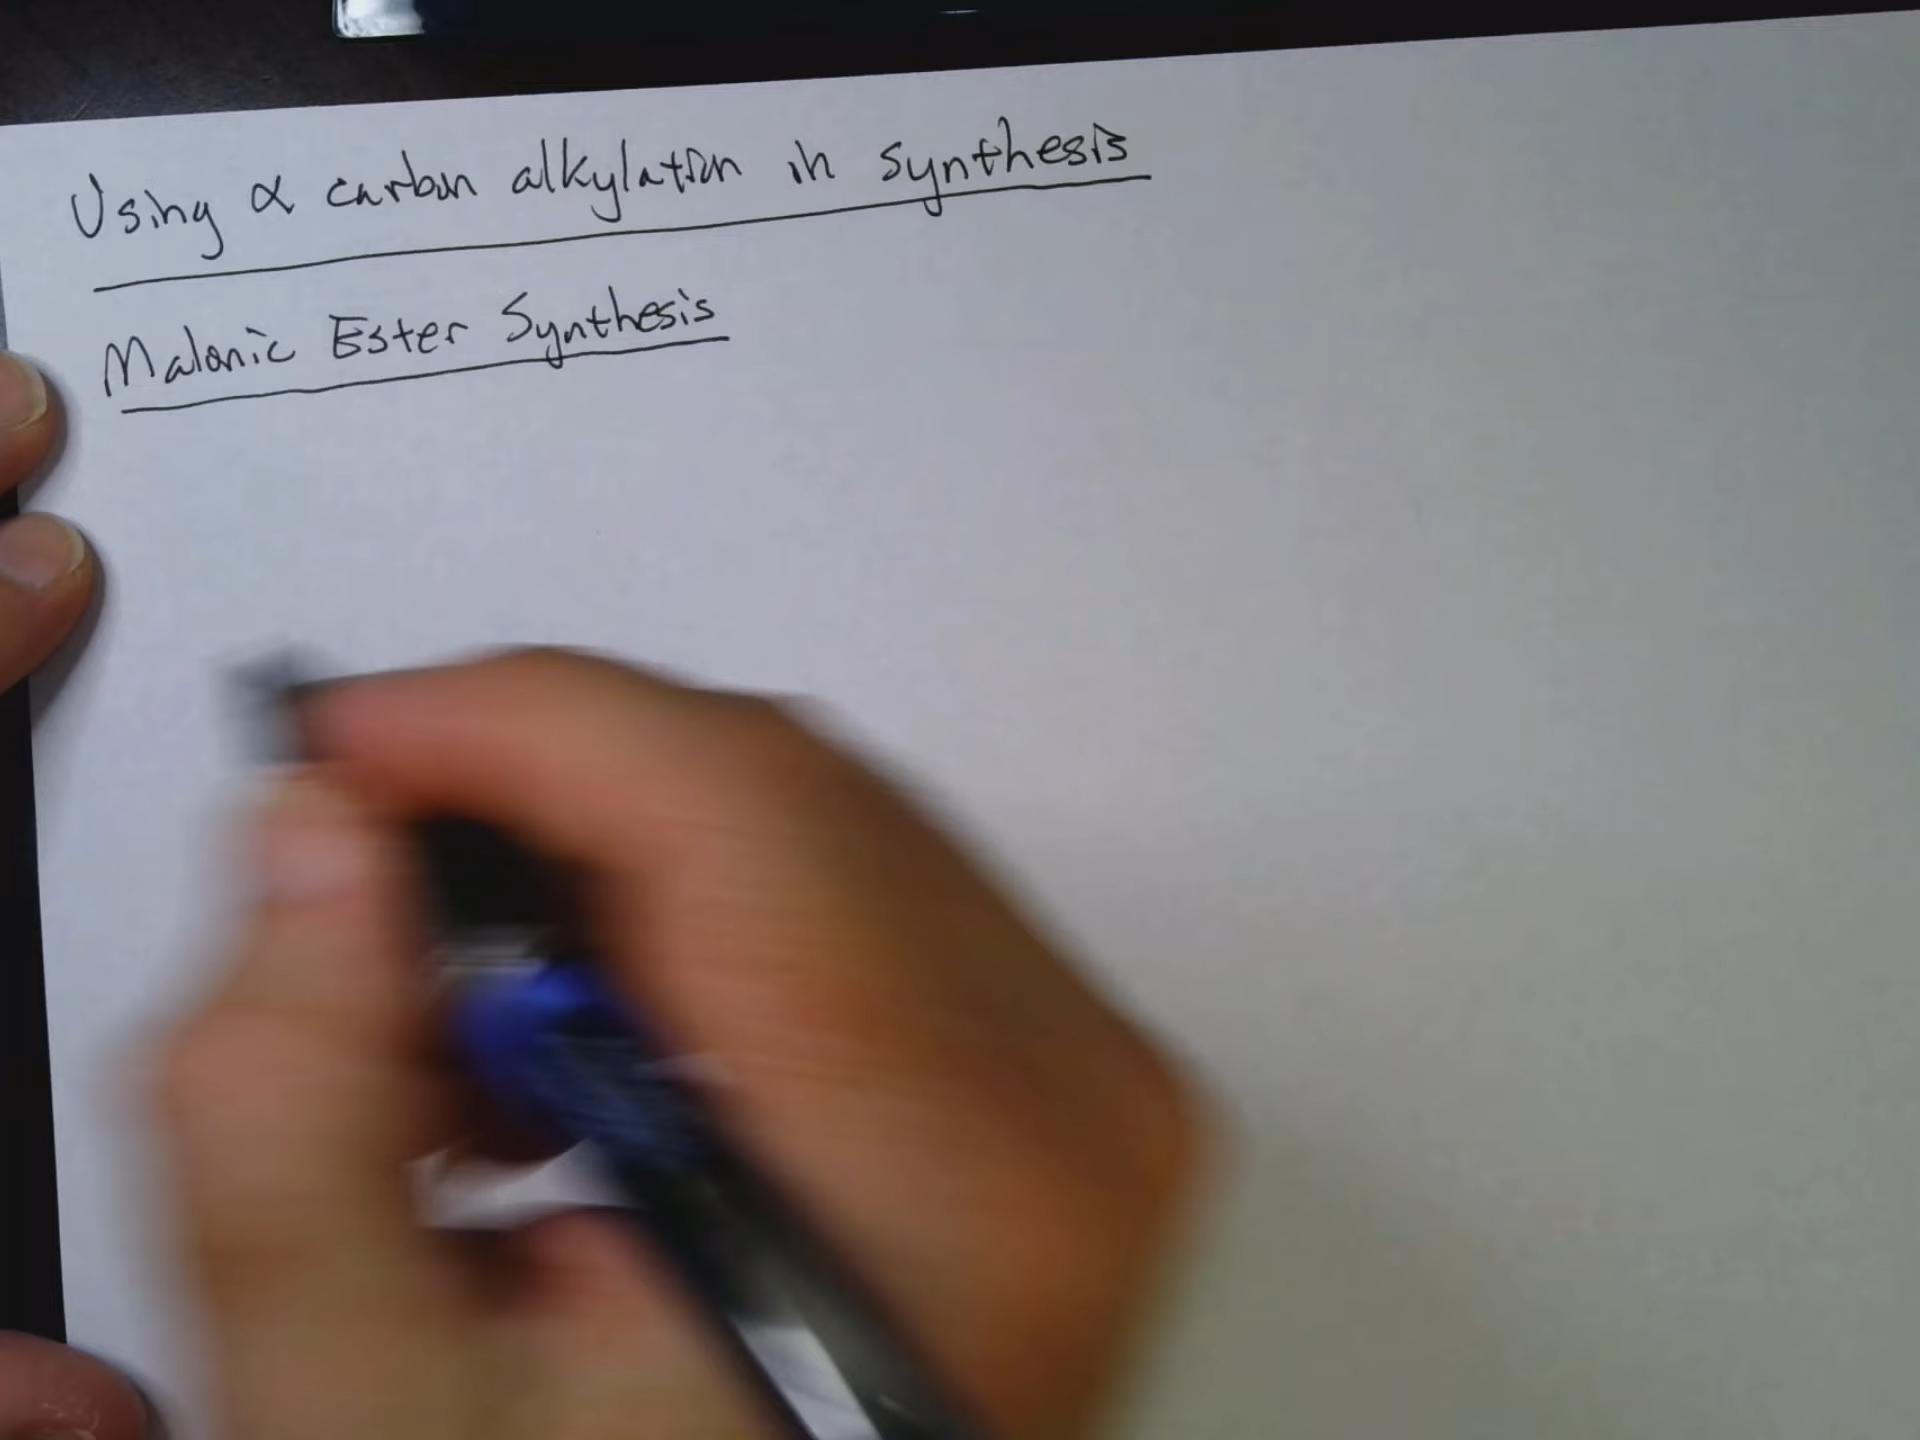 Using α carbon alkylation in synthesis
Malonic Ester Synthesis